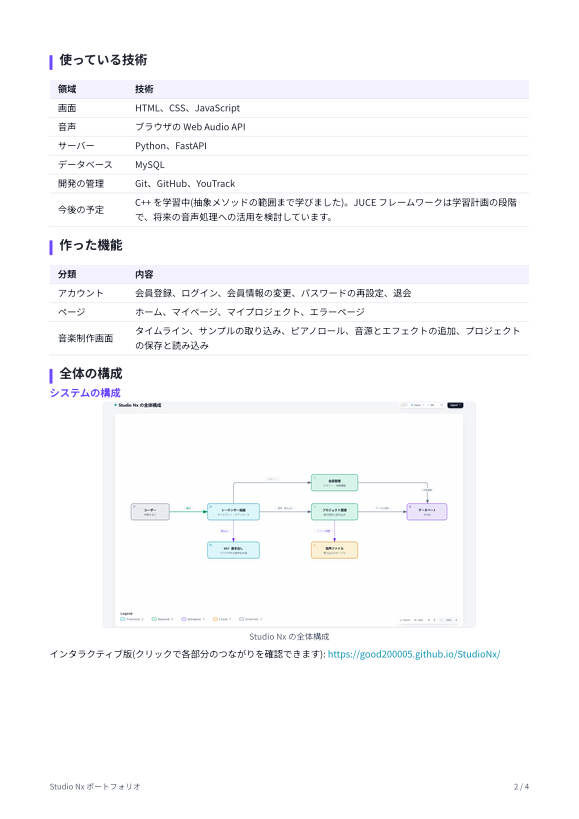 使っている技術
領域 技術
画面 HTML、CSS、JavaScript
音声 ブラウザの Web Audio API
サーバー Python、FastAPI
データベース MySQL
開発の管理 Git、GitHub、YouTrack
今後の予定 C++ を学習中(抽象メソッドの範囲まで学びました)。JUCE フレームワークは学習計画の段階
で、将来の音声処理への活用を検討しています。
作った機能
分類 内容
アカウント 会員登録、ログイン、会員情報の変更、パスワードの再設定、退会
ページ ホーム、マイページ、マイプロジェクト、エラーページ
音楽制作画面 タイムライン、サンプルの取り込み、ピアノロール、音源とエフェクトの追加、プロジェクト
の保存と読み込み
全体の構成
システムの構成
Studio Nx の全体構成
会員管理
ユーザー シーケンサー画面 プロジェクト管理 データベース
音声ファイル
Legend
Studio Nx の全体構成
インタラクティブ版(クリックで各部分のつながりを確認できます): https://good200005.github.io/StudioNx/
Studio Nx ポートフォリオ 2 / 4